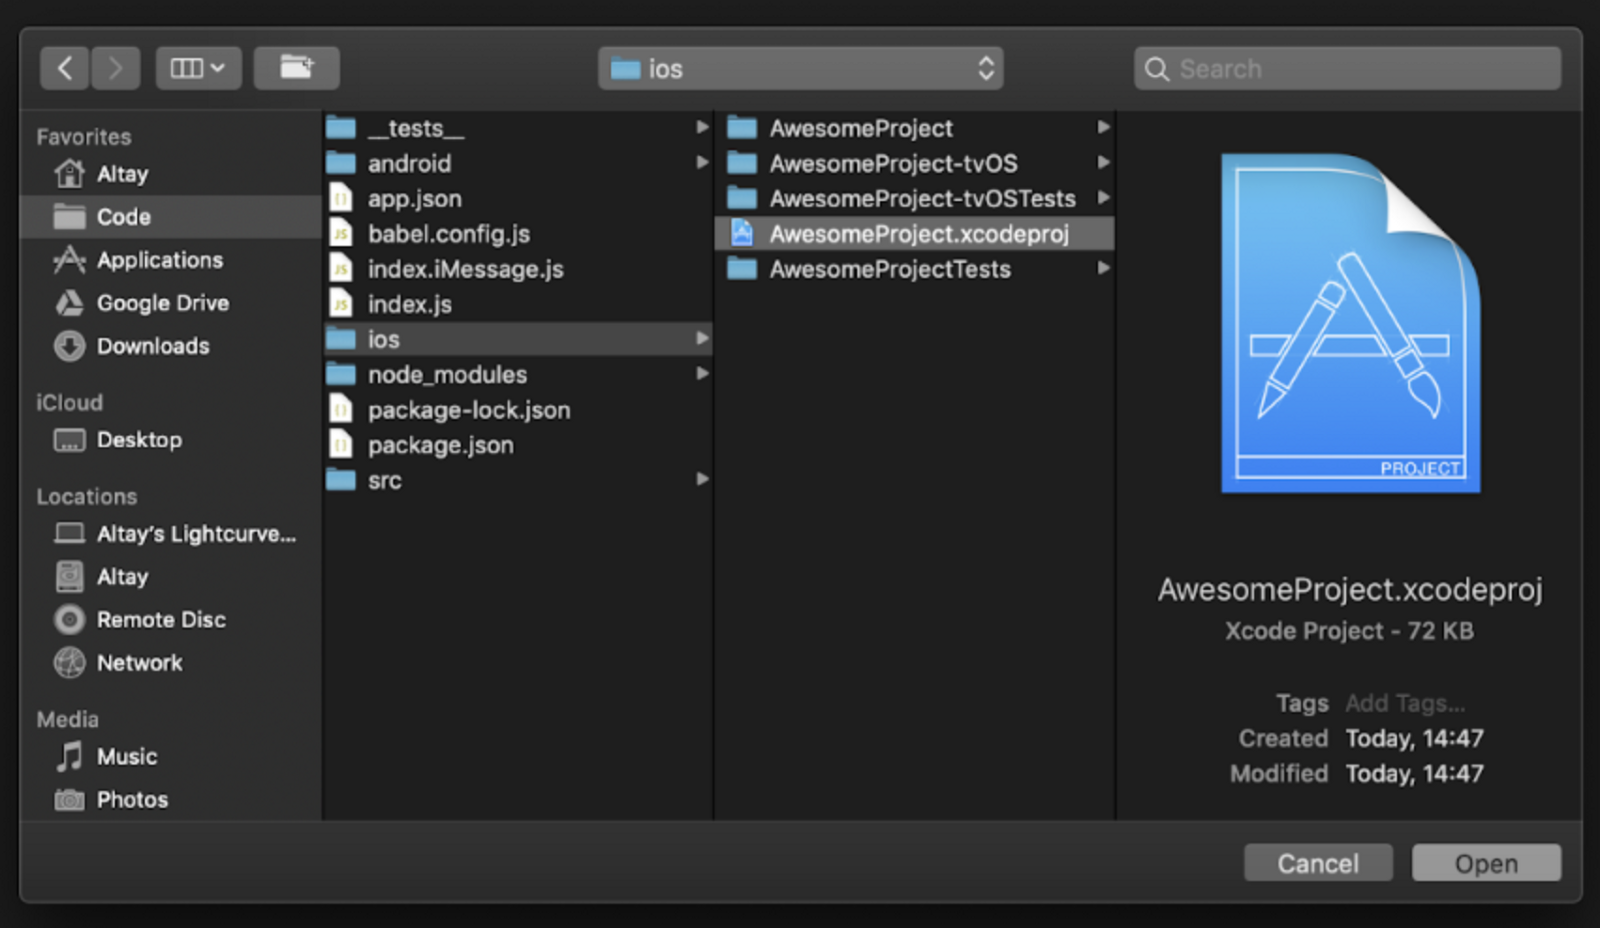 ios
Search
Favorites
Altay
Code
Applications
Google Drive
Downloads
iCloud
Desktop
Locations
Altay’s Lightcurve...
Altay
Remote Disc
Network
Media
Music
Photos
__tests__
android
app.json
babel.config.js
index.iMessage.js
index.js
ios
node_modules
package-lock.json
package.json
src
AwesomeProject
AwesomeProject-tvOS
AwesomeProject-tvOSTests
AwesomeProject.xcodeproj
AwesomeProjectTests
PROJECT
AwesomeProject.xcodeproj
Xcode Project - 72 KB
Tags Add Tags...
Created Today, 14:47
Modified Today, 14:47
Cancel Open